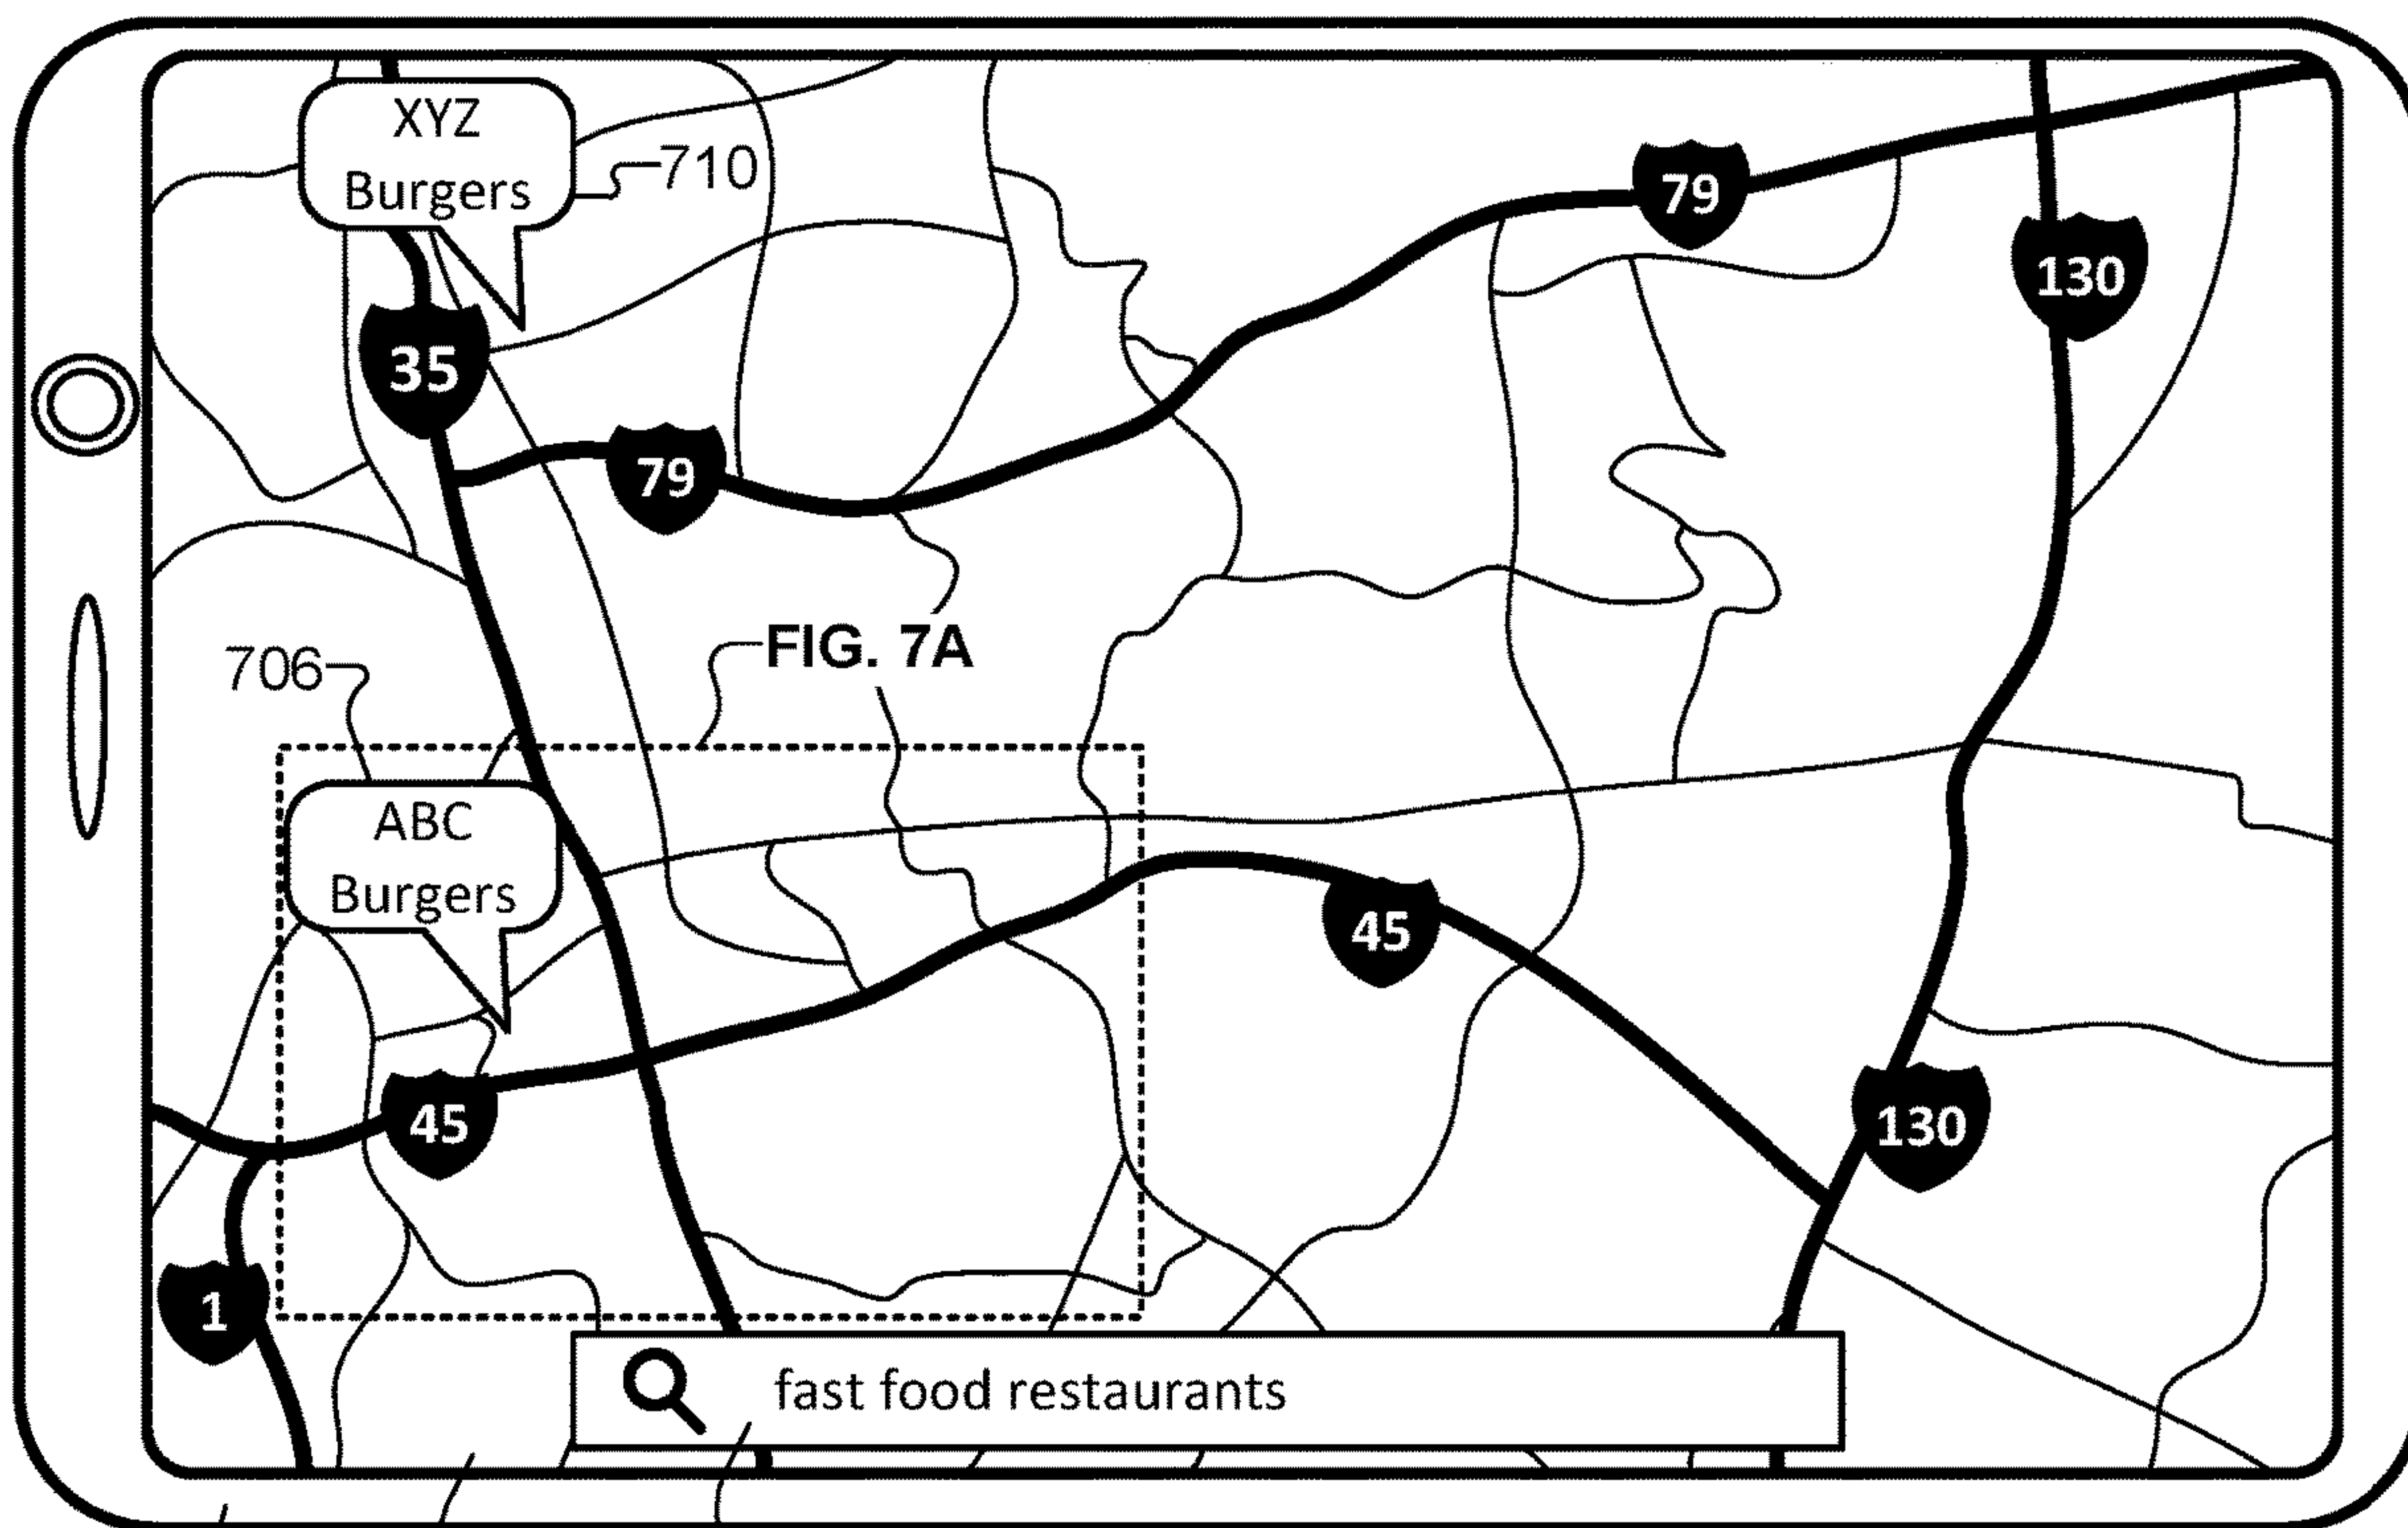 XYZ
Burgers
710
79
130
35
79
FIG. 7A
706
ABC
Burgers
45
45
130
1
fast food restaurants